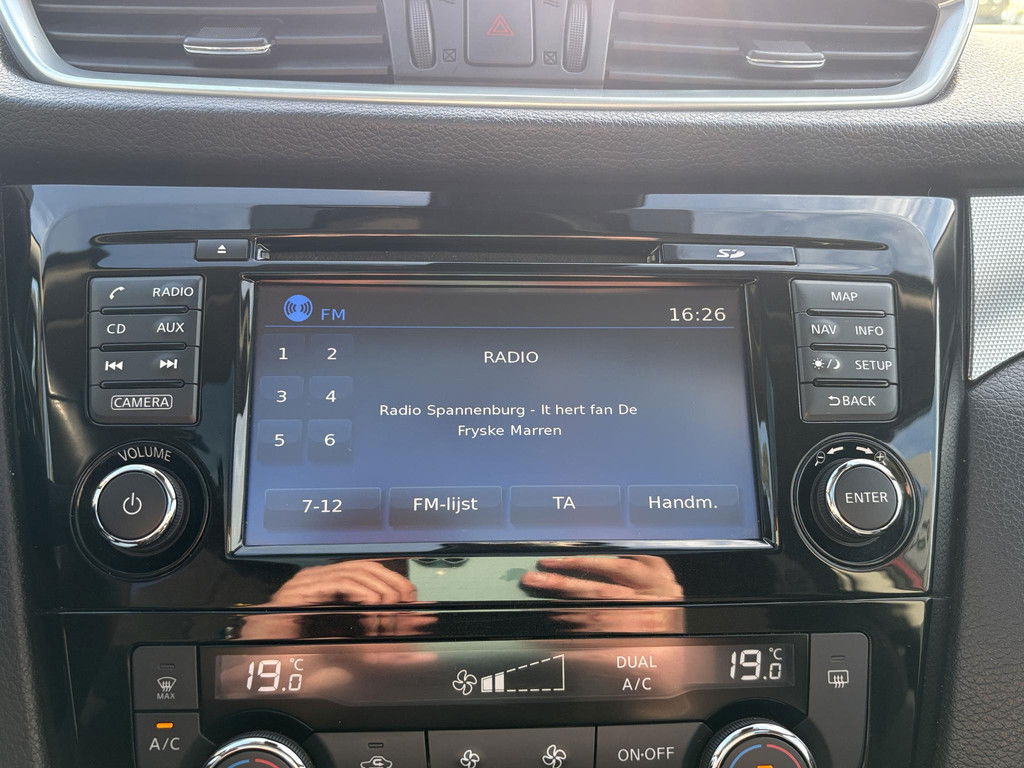 SD
RADIO
CD AUX
CAMERA
VOLUME
FM 16:26
1 2
RADIO
3 4
Radio Spannenburg - It hert fan De
Fryske Marren
5 6
7-12 FM-lijst TA Handm.
MAP
NAV INFO
SETUP
BACK
ENTER
19.0 °C
DUAL
A/C
19.0 °C
MAX
A/C
ON·OFF